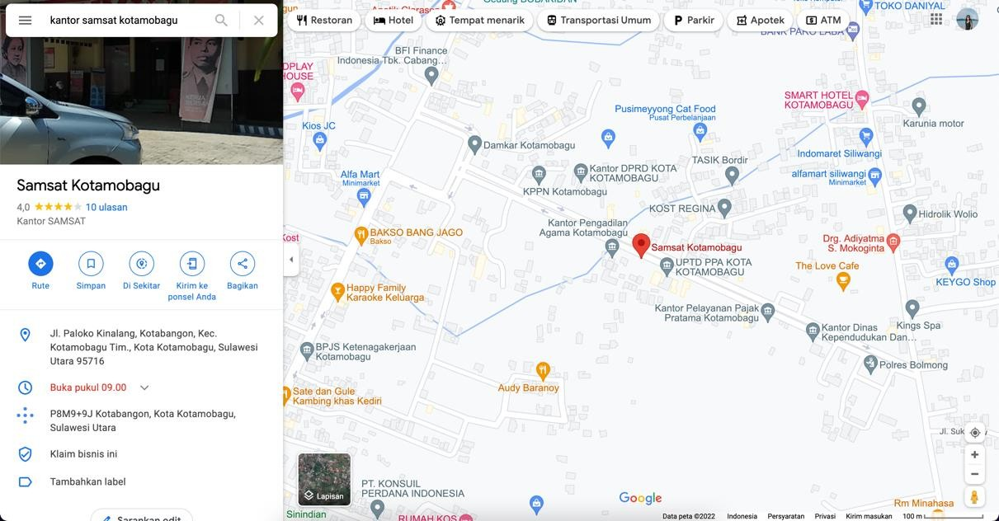 kantor samsat kotamobagu
Samsat Kotamobagu
4,0
10 ulasan
Kantor SAMSAT
Rute
Simpan
Di Sekitar
Kirim ke
ponsel Anda
Bagikan
Jl. Paloko Kinalang, Kotabangon, Kec.
Kotamobagu Tim., Kota Kotamobagu, Sulawesi
Utara 95716
Buka pukul 09.00
P8M9+9J Kotabangon, Kota Kotamobagu,
Sulawesi Utara
Klaim bisnis ini
Tambahkan label
Sarankan edit
Restoran
Hotel
Tempat menarik
Transportasi Umum
Parkir
Apotek
ATM
TOKO DANIYAL
BANK PARO LABA
BFI Finance
Indonesia Tbk. Cabang...
Kios JC
Damkar Kotamobagu
Pusimeyyong Cat Food
Pusat Perbelanjaan
SMART HOTEL
KOTAMOBAGU
Karunia motor
Indomaret Siliwangi
alfamart siliwangi
Minimarket
TASIK Bordir
Kantor DPRD KOTA
KOTAMOBAGU
KPPN Kotamobagu
Alfa Mart
Minimarket
KOST REGINA
Hidrolik Wolio
Kantor Pengadilan
Agama Kotamobagu
BAKSO BANG JAGO
Bakso
Kost
Samsat Kotamobagu
UPTD PPA KOTA
KOTAMOBAGU
Drg. Adiyatma
S. Mokoginta
The Love Cafe
KEYGO Shop
Happy Family
Karaoke Keluarga
Kantor Pelayanan Pajak
Pratama Kotamobagu
Kings Spa
Kantor Dinas
Kependudukan Dan...
Polres Bolmong
BPJS Ketenagakerjaan
Kotamobagu
Audy Baranoy
Sate dan Gule
Kambing khas Kediri
Lapisan
PT. KONSUIL
PERDANA INDONESIA
Sinindian
RUMAH KOS
Google
Rm Minahasa
Data peta ©2022
Indonesia
Persyaratan
Privasi
Kirim masukan
100 m